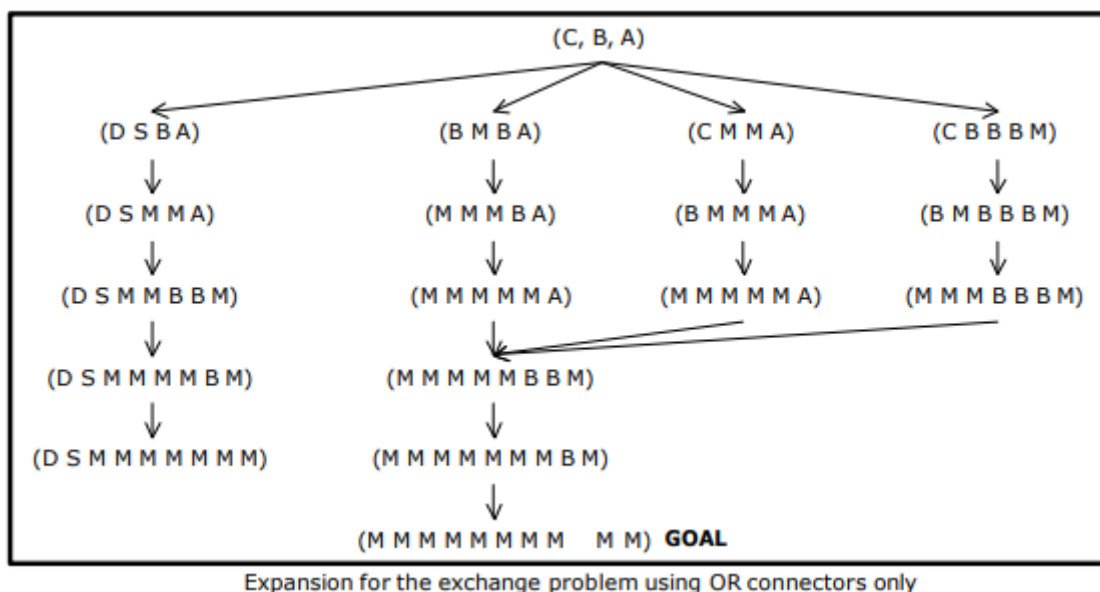 (C, B, A)
(D S B A) (B M B A) (C M M A) (C B B B M)
(D S M M A) (M M M B A) (B M M M A) (B M B B B M)
(D S M M B B M) (M M M M M A) (M M M M M A) (M M M B B B M)
(D S M M M M B M) (M M M M M B B M)
(D S M M M M M M M) (M M M M M M M B M)
(M M M M M M M M M M) GOAL
Expansion for the exchange problem using OR connectors only